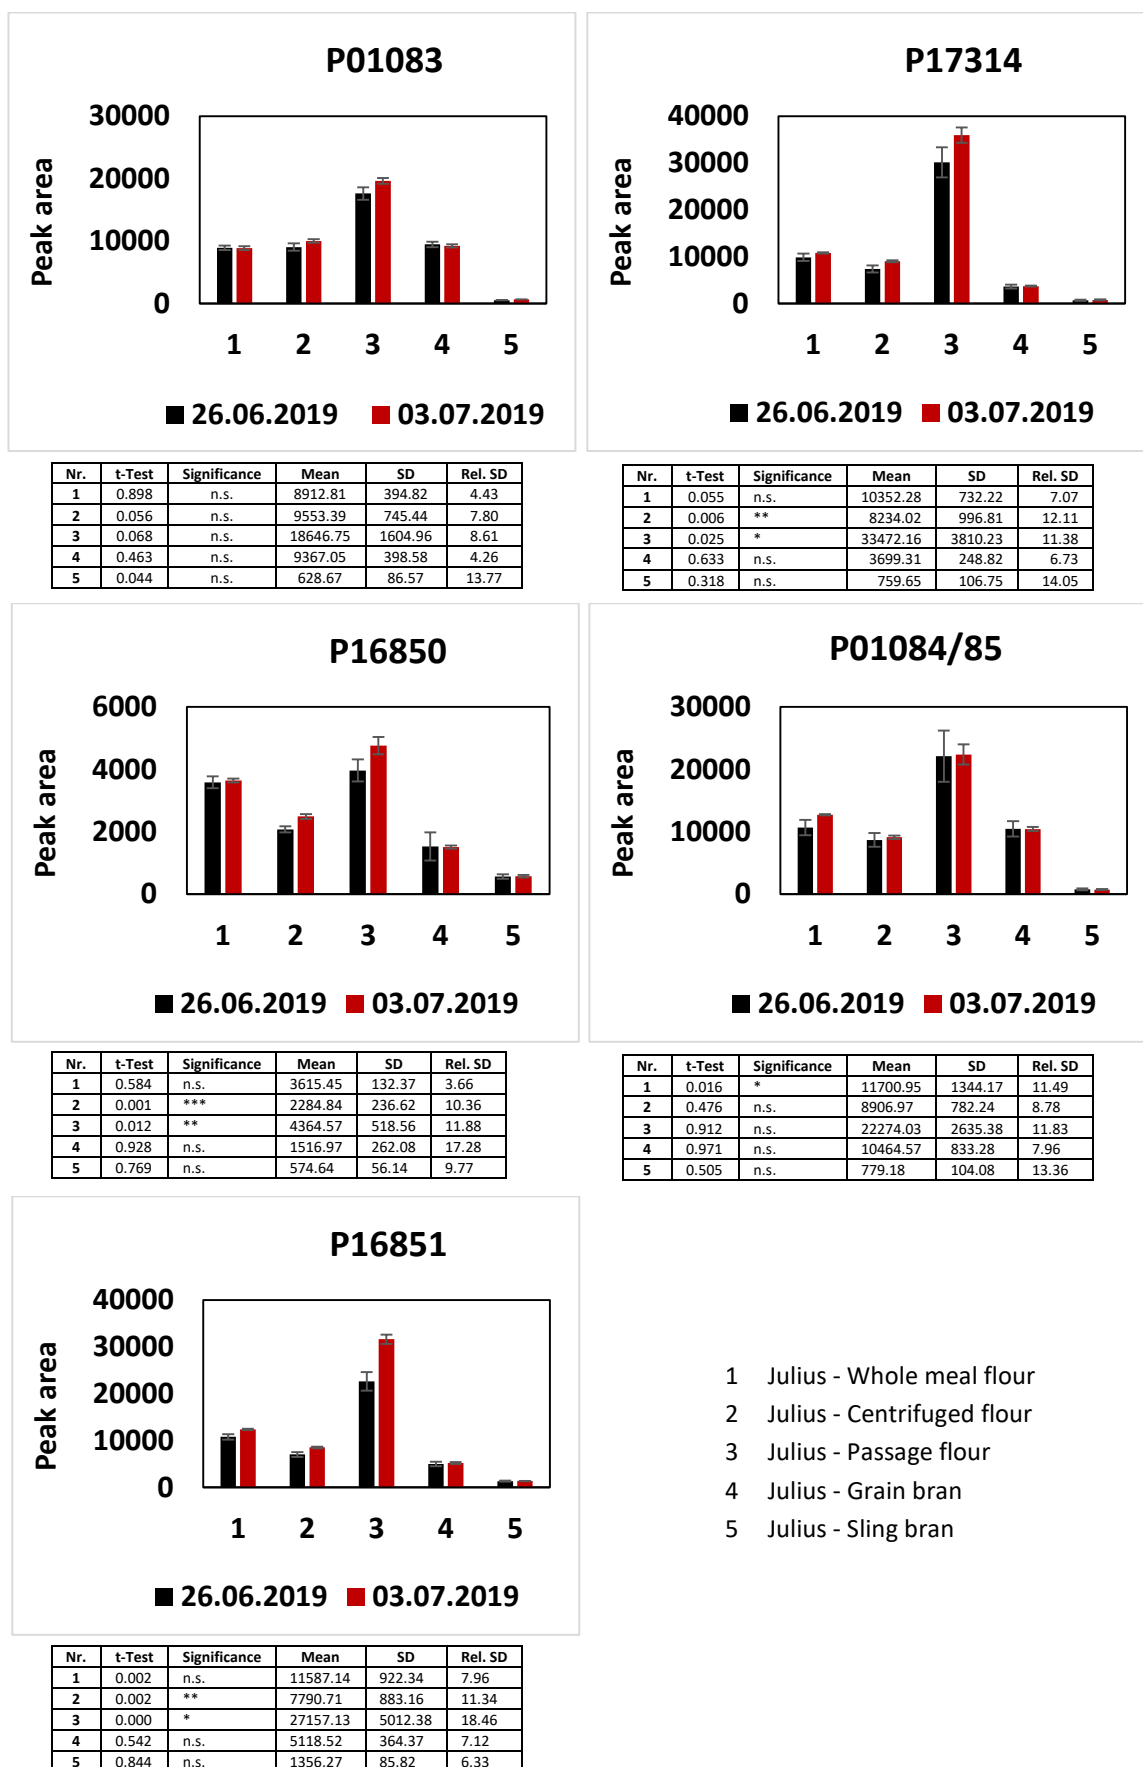 P01083
30000
20000
10000
0
Peak area
1 2 3 4 5
26.06.2019 03.07.2019
Nr. t-Test Significance Mean SD Rel. SD
1 0.898 n.s. 8912.81 394.82 4.43
2 0.056 n.s. 9553.39 745.44 7.80
3 0.068 n.s. 18646.75 1604.96 8.61
4 0.463 n.s. 9367.05 398.58 4.26
5 0.044 n.s. 628.67 86.57 13.77
P17314
40000
30000
20000
10000
0
Peak area
1 2 3 4 5
26.06.2019 03.07.2019
Nr. t-Test Significance Mean SD Rel. SD
1 0.055 n.s. 10352.28 732.22 7.07
2 0.006 ** 8234.02 996.81 12.11
3 0.025 * 33472.16 3810.23 11.38
4 0.633 n.s. 3699.31 248.82 6.73
5 0.318 n.s. 759.65 106.75 14.05
P16850
6000
4000
2000
0
Peak area
1 2 3 4 5
26.06.2019 03.07.2019
Nr. t-Test Significance Mean SD Rel. SD
1 0.584 n.s. 3615.45 132.37 3.66
2 0.001 *** 2284.84 236.62 10.36
3 0.012 ** 4364.57 518.56 11.88
4 0.928 n.s. 1516.97 262.08 17.28
5 0.769 n.s. 574.64 56.14 9.77
P01084/85
30000
20000
10000
0
Peak area
1 2 3 4 5
26.06.2019 03.07.2019
Nr. t-Test Significance Mean SD Rel. SD
1 0.016 * 11700.95 1344.17 11.49
2 0.476 n.s. 8906.97 782.24 8.78
3 0.912 n.s. 22274.03 2635.38 11.83
4 0.971 n.s. 10464.57 833.28 7.96
5 0.505 n.s. 779.18 104.08 13.36
P16851
40000
30000
20000
10000
0
Peak area
1 2 3 4 5
26.06.2019 03.07.2019
Nr. t-Test Significance Mean SD Rel. SD
1 0.002 n.s. 11587.14 922.34 7.96
2 0.002 ** 7790.71 883.16 11.34
3 0.000 * 27157.13 5012.38 18.46
4 0.542 n.s. 5118.52 364.37 7.12
5 0.844 n.s. 1356.27 85.82 6.33
1 Julius - Whole meal flour
2 Julius - Centrifuged flour
3 Julius - Passage flour
4 Julius - Grain bran
5 Julius - Sling bran